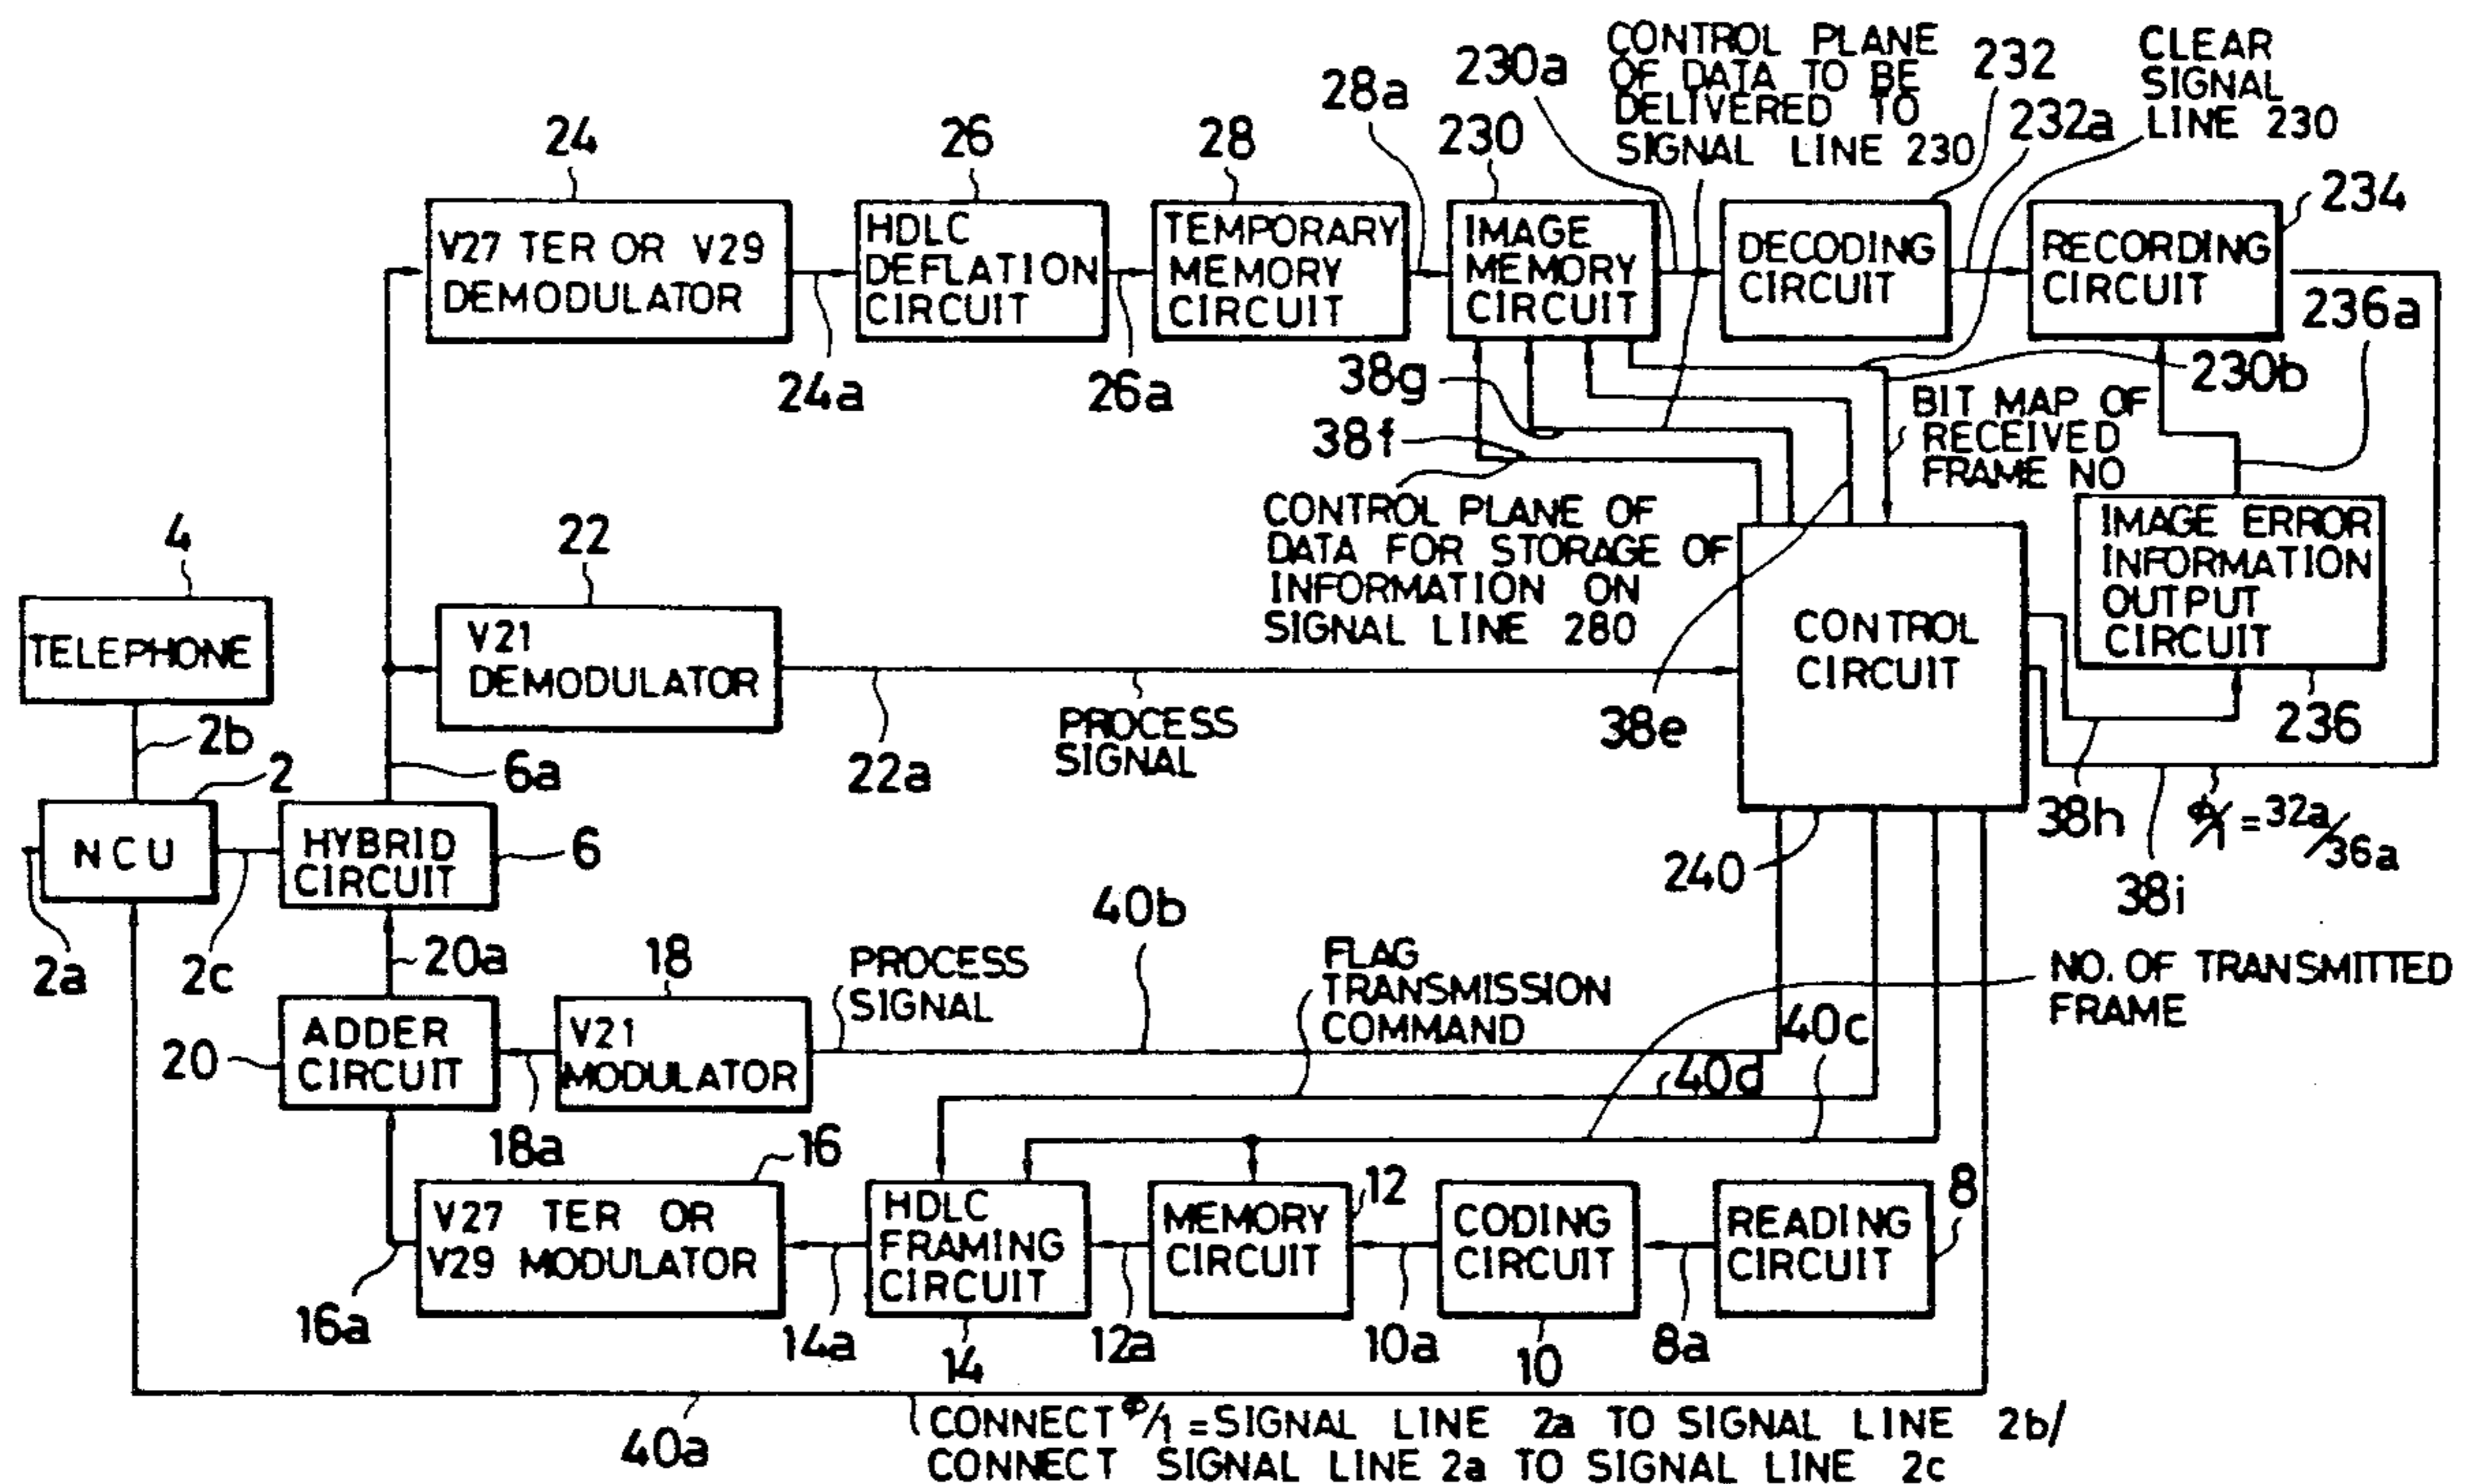 24
V27 TER OR V29
DEMODULATOR
24a
26
HDLC
DEFLATION
CIRCUIT
26a
28
TEMPORARY
MEMORY
CIRCUIT
28a
230
IMAGE
MEMORY
CIRCUIT
230a
CONTROL PLANE
OF DATA TO BE
DELIVERED TO
SIGNAL LINE 230
232
DECODING
CIRCUIT
232a
CLEAR
SIGNAL
LINE 230
234
RECORDING
CIRCUIT
236a
230b
BIT MAP OF
RECEIVED
FRAME NO
38g
38f
CONTROL PLANE OF
DATA FOR STORAGE OF
INFORMATION ON
SIGNAL LINE 280
38e
IMAGE ERROR
INFORMATION
OUTPUT
CIRCUIT
236
CONTROL
CIRCUIT
240
38h
38i
Φ/1 = 32a/36a
4
TELEPHONE
2b
22
V21
DEMODULATOR
22a
PROCESS
SIGNAL
2
NCU
2a
2c
6a
HYBRID
CIRCUIT
6
20a
ADDER
CIRCUIT
20
18
V21
MODULATOR
18a
PROCESS
SIGNAL
40b
FLAG
TRANSMISSION
COMMAND
40d
40c
NO. OF TRANSMITTED
FRAME
16
V27 TER OR
V29 MODULATOR
16a
14a
HDLC
FRAMING
CIRCUIT
14
12a
12
MEMORY
CIRCUIT
10a
CODING
CIRCUIT
10
8a
READING
CIRCUIT
8
40a
CONNECT Φ/1 = SIGNAL LINE 2a TO SIGNAL LINE 2b/
CONNECT SIGNAL LINE 2a TO SIGNAL LINE 2c